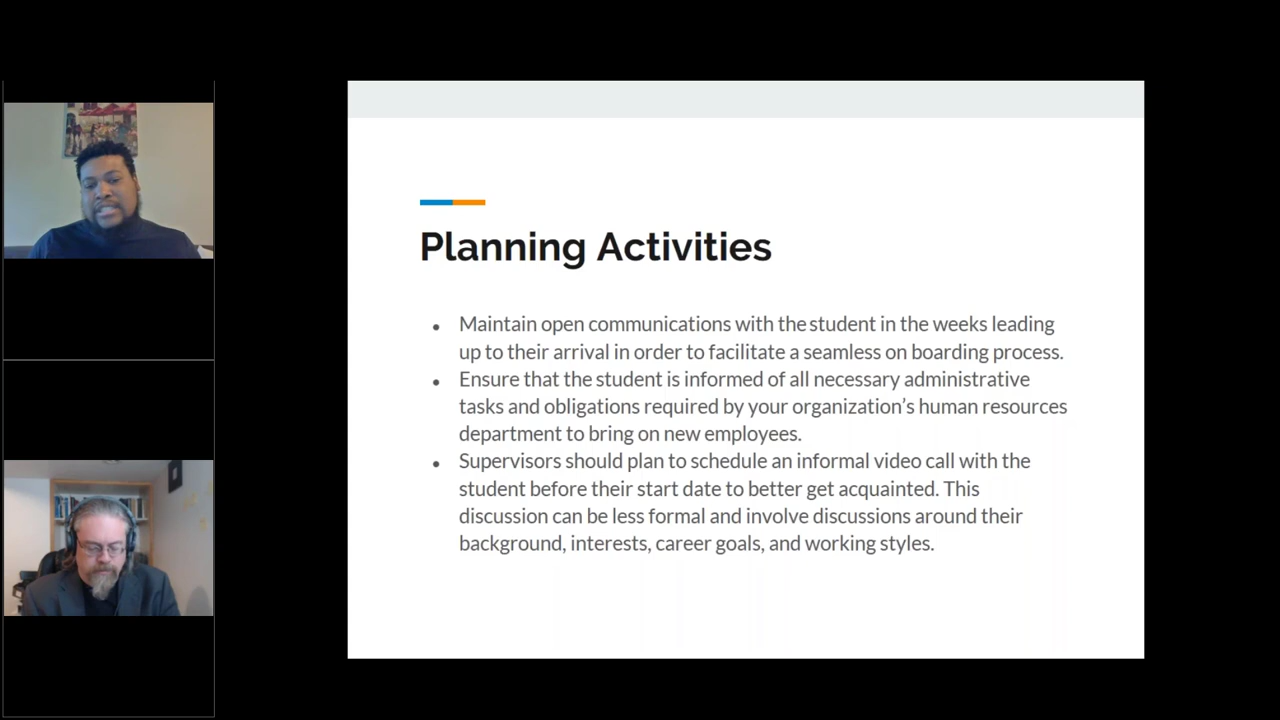 Planning Activities
• Maintain open communications with the student in the weeks leading
up to their arrival in order to facilitate a seamless on boarding process.
• Ensure that the student is informed of all necessary administrative
tasks and obligations required by your organization’s human resources
department to bring on new employees.
• Supervisors should plan to schedule an informal video call with the
student before their start date to better get acquainted. This
discussion can be less formal and involve discussions around their
background, interests, career goals, and working styles.